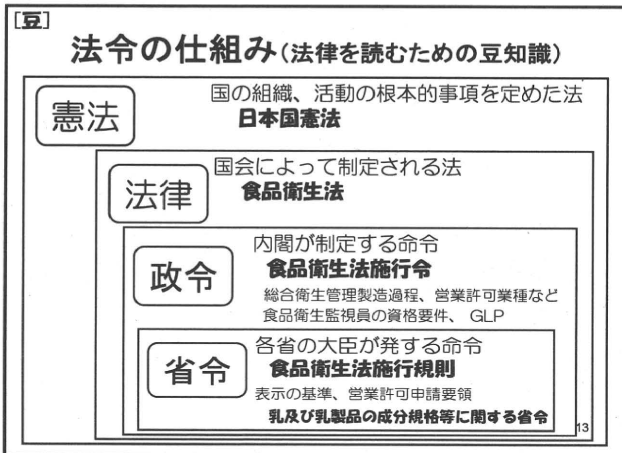 [豆]
法令の仕組み(法律を読むための豆知識)
憲法
国の組織、活動の根本的事項を定めた法
日本国憲法
法律
国会によって制定される法
食品衛生法
政令
内閣が制定する命令
食品衛生法施行令
総合衛生管理製造過程、営業許可業種など
食品衛生監視員の資格要件、 GLP
省令
各省の大臣が発する命令
食品衛生法施行規則
表示の基準、営業許可申請要領
乳及び乳製品の成分規格等に関する省令
13